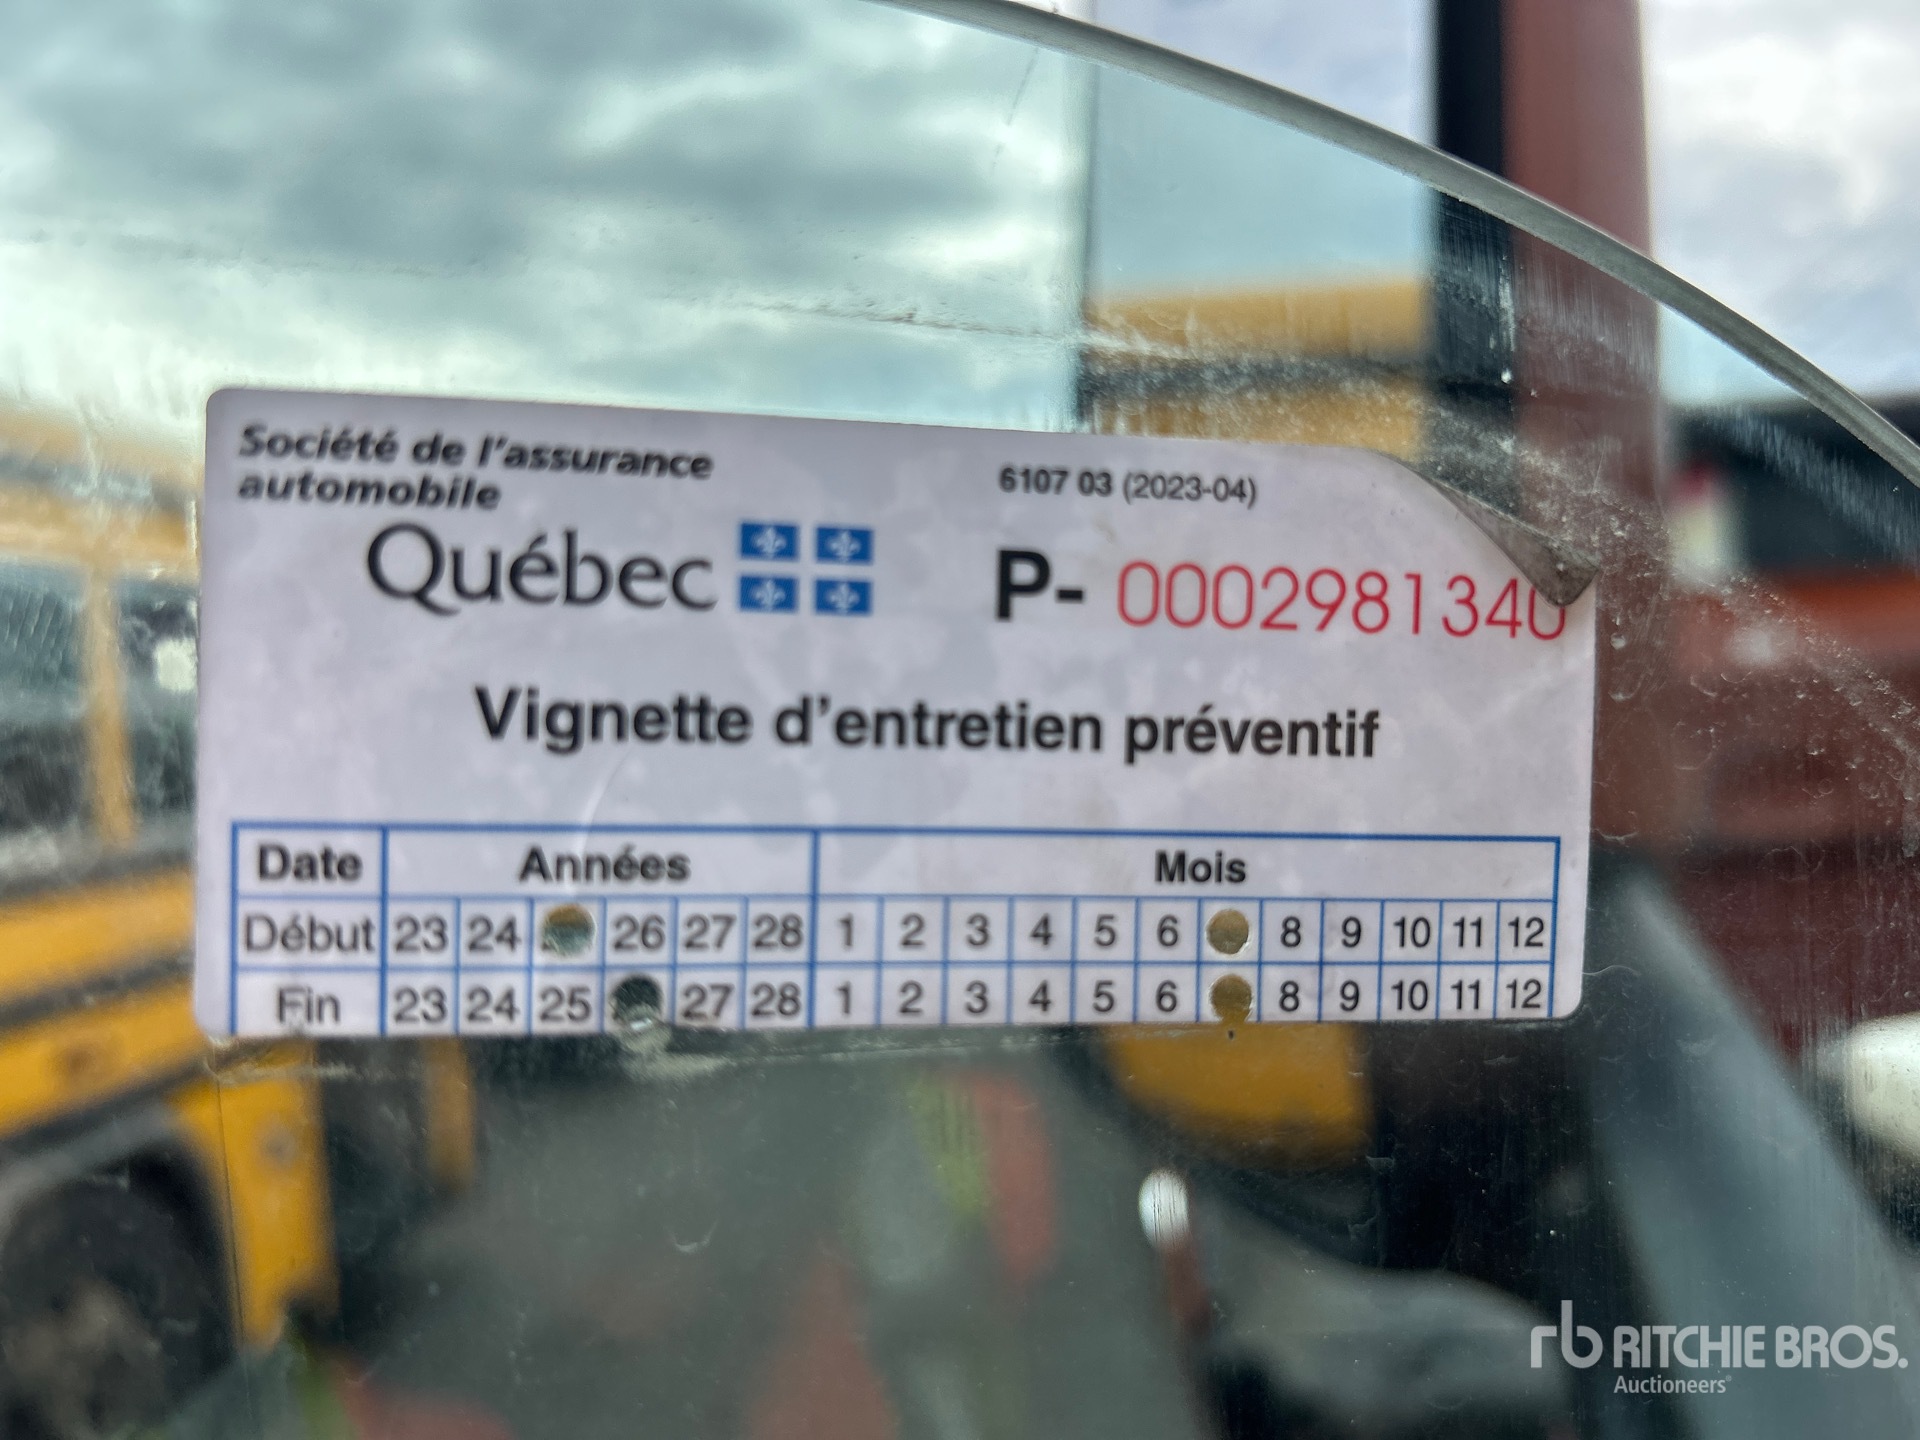 Société de l'assurance
automobile
Québec
6107 03 (2023-04)
P- 0002981340
Vignette d'entretien préventif
Date Années Mois
Début 23 24 26 27 28 1 2 3 4 5 6 8 9 10 11 12
Fin 23 24 25 27 28 1 2 3 4 5 6 8 9 10 11 12
rb RITCHIE BROS.
Auctioneers